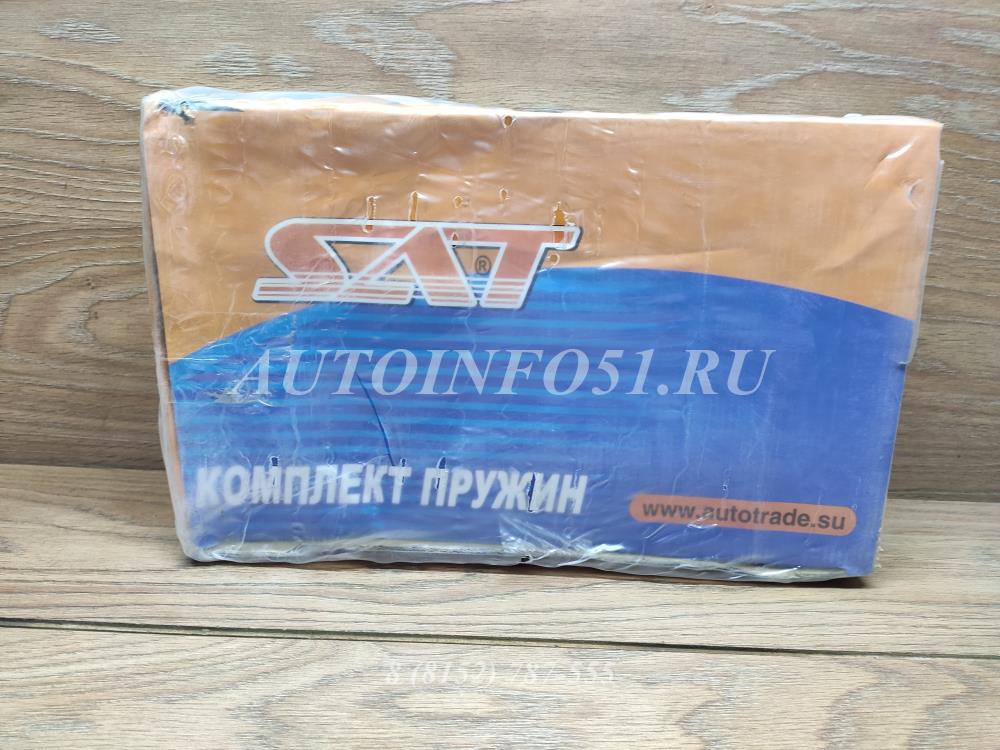 SAT®
AUTOINFO51.RU
КОМПЛЕКТ ПРУЖИН
www.autotrade.su
8 (8152) 787-555